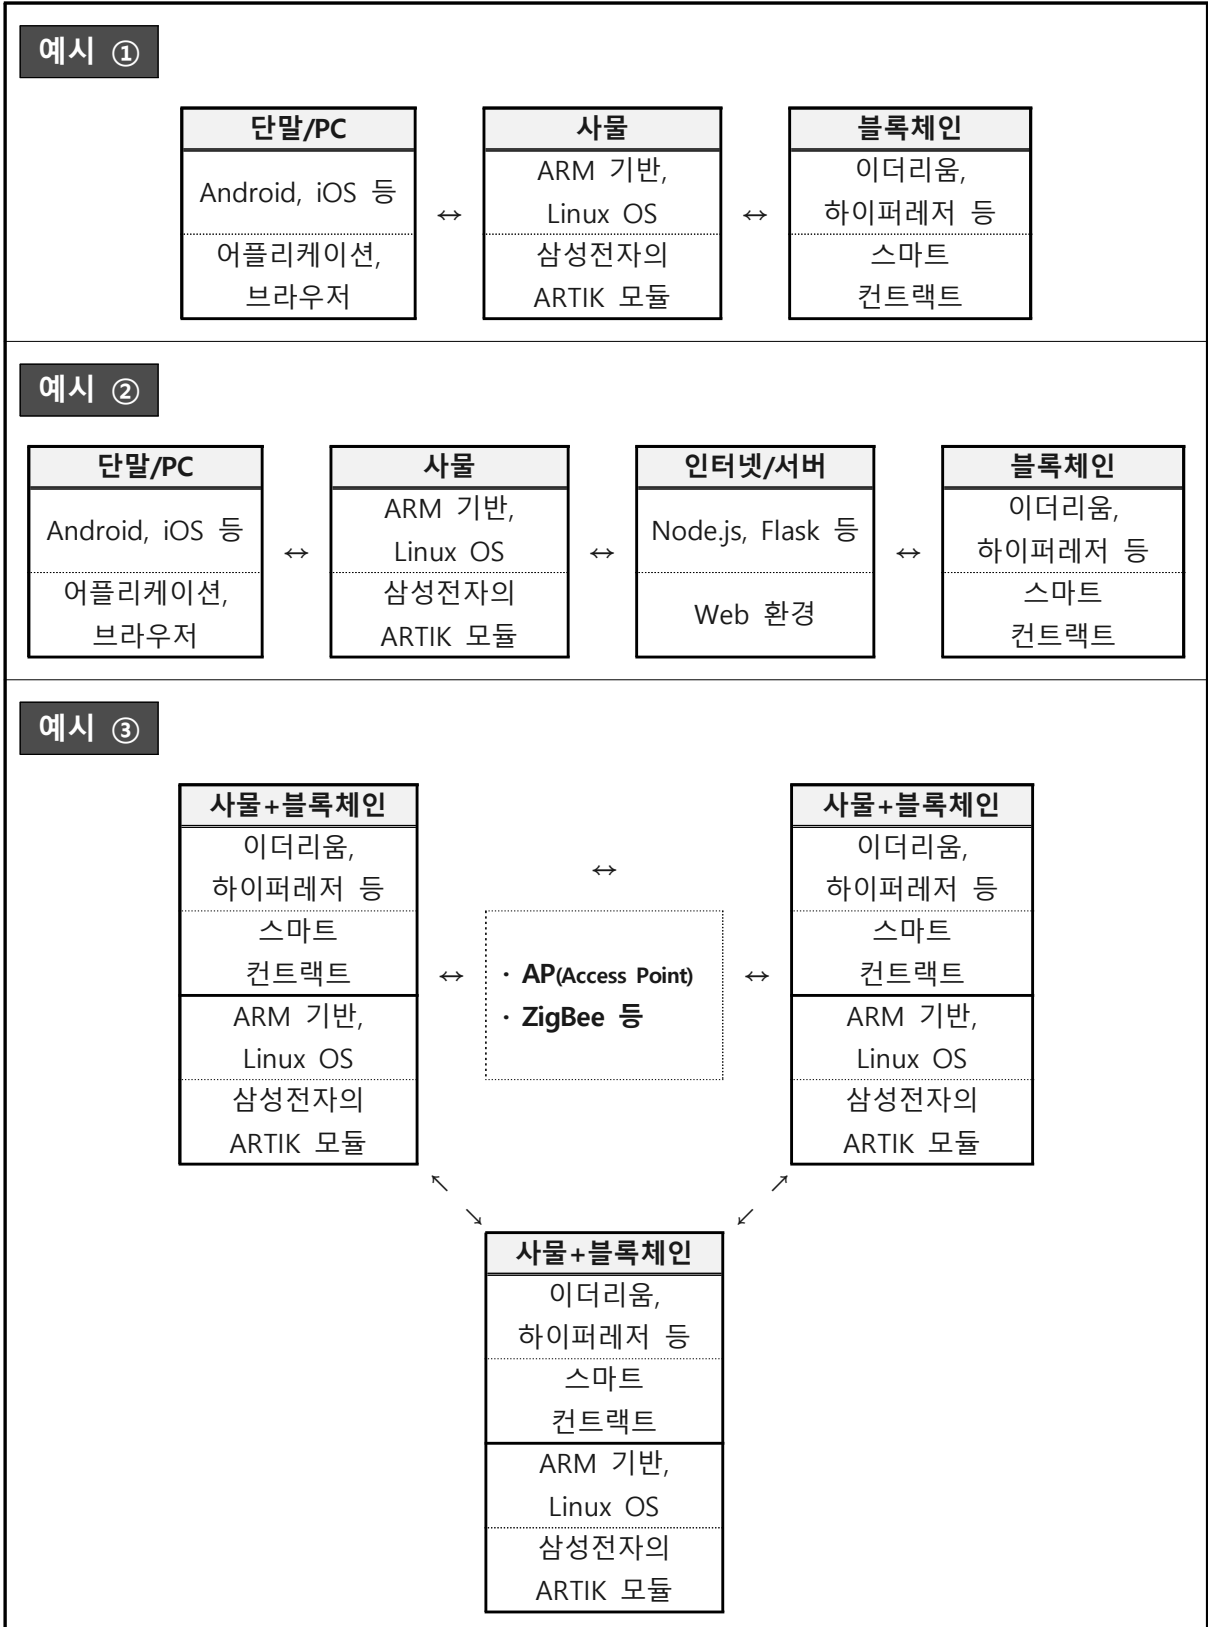 예시 ①
단말/PC
Android, iOS 등
어플리케이션,
브라우저
↔
사물
ARM 기반,
Linux OS
삼성전자의
ARTIK 모듈
↔
블록체인
이더리움,
하이퍼레저 등
스마트
컨트랙트
예시 ②
단말/PC
Android, iOS 등
어플리케이션,
브라우저
↔
사물
ARM 기반,
Linux OS
삼성전자의
ARTIK 모듈
↔
인터넷/서버
Node.js, Flask 등
Web 환경
↔
블록체인
이더리움,
하이퍼레저 등
스마트
컨트랙트
예시 ③
사물+블록체인
이더리움,
하이퍼레저 등
스마트
컨트랙트
ARM 기반,
Linux OS
삼성전자의
ARTIK 모듈
↔
↔
· AP(Access Point)
· ZigBee 등
↔
사물+블록체인
이더리움,
하이퍼레저 등
스마트
컨트랙트
ARM 기반,
Linux OS
삼성전자의
ARTIK 모듈
↖ ↗
↘ ↙
사물+블록체인
이더리움,
하이퍼레저 등
스마트
컨트랙트
ARM 기반,
Linux OS
삼성전자의
ARTIK 모듈